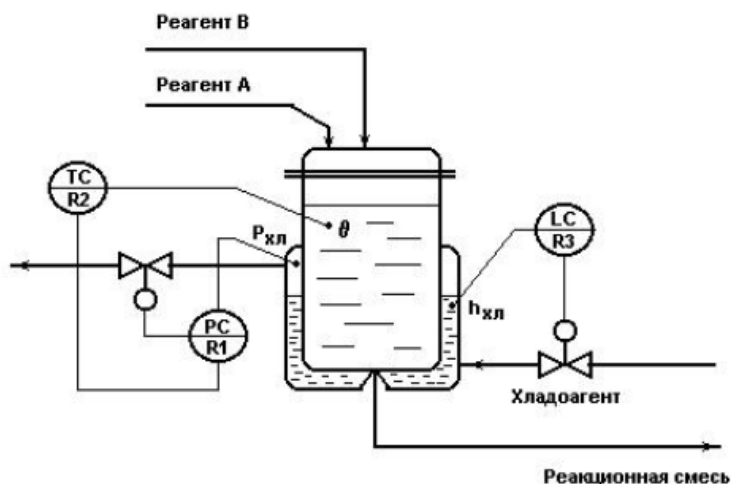 Реагент В
Реагент А
TC
R2
Pхл
θ
LC
R3
hхл
PC
R1
Хладоагент
Реакционная смесь